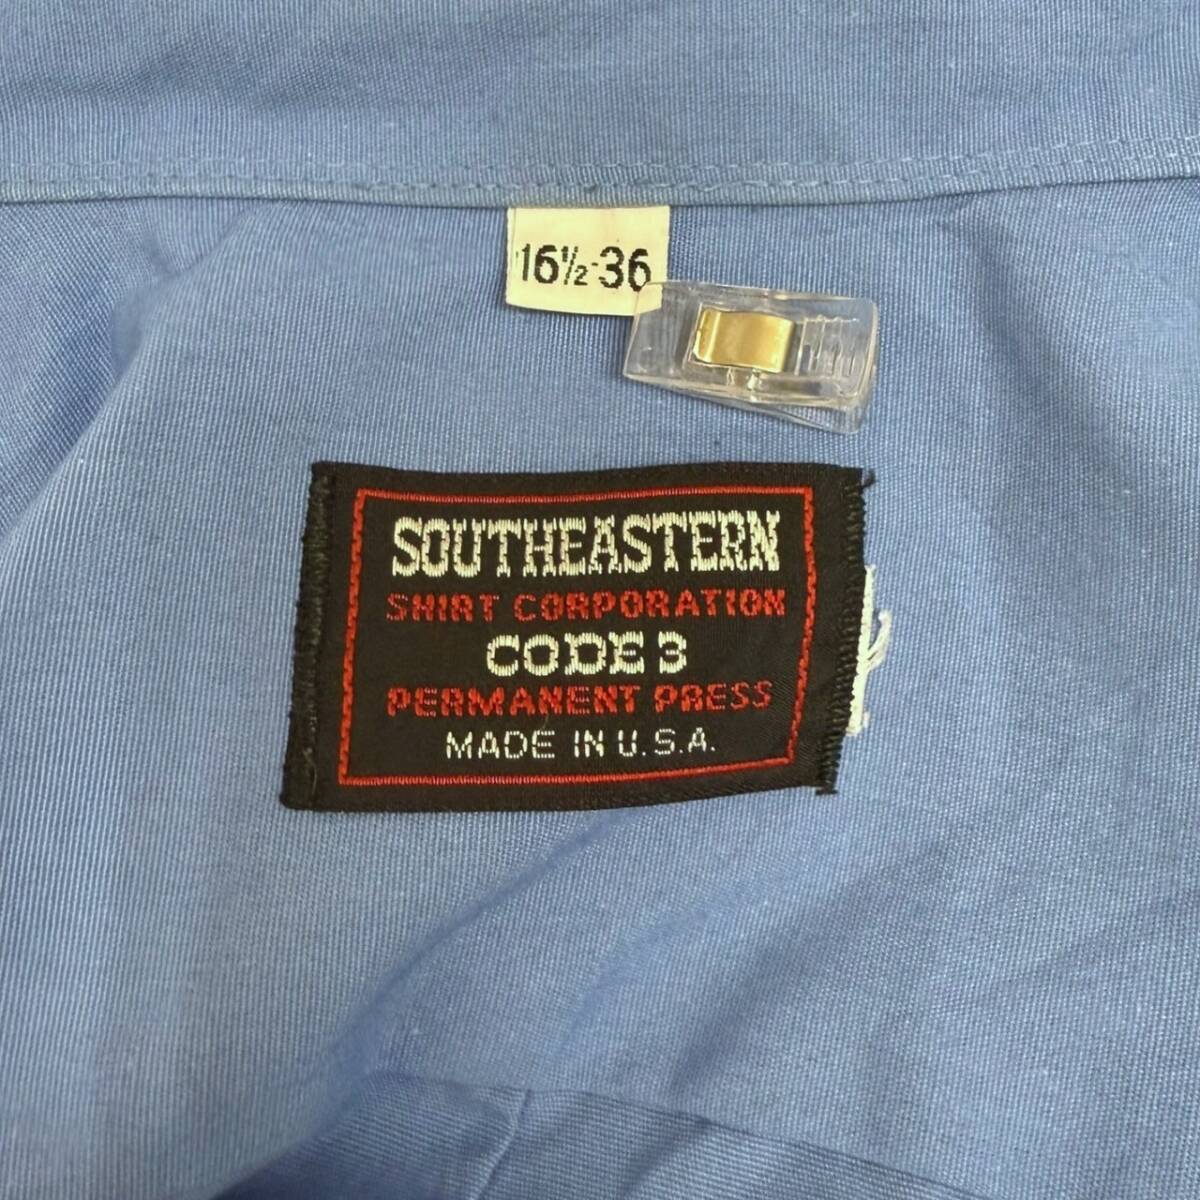 16½-36
SOUTHEASTERN
SHIRT CORPORATION
CODE 3
PERMANENT PRESS
MADE IN U.S.A.